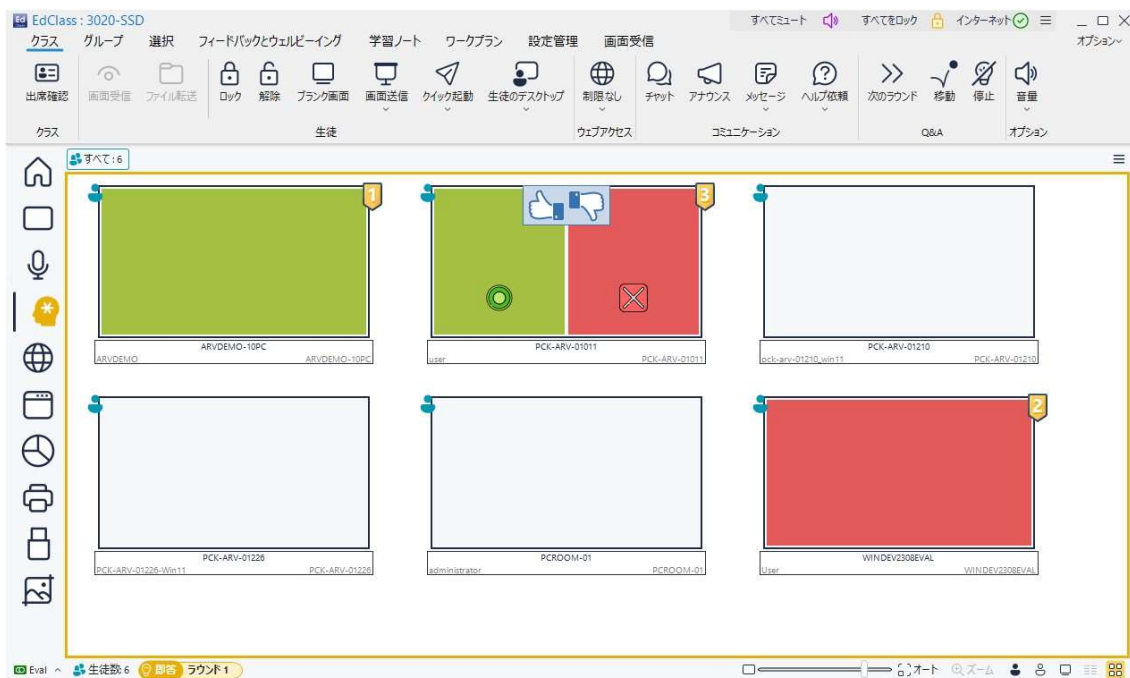 EdClass : 3020-SSD
すべてミュート すべてをロック インターネット
クラス グループ 選択 フィードバックとウェルビーイング 学習ノート ワークプラン 設定管理 画面受信 オプション
出席確認 画面受信 ファイル転送 ロック 解除 ブランク画面 画面送信 クイック起動 生徒のデスクトップ 制限なし チャット アナウンス メッセージ ヘルプ依頼 次のラウンド 移動 停止 音量
クラス 生徒 ウェブアクセス コミュニケーション Q&A オプション
すべて : 6
1 3
ARVDEMO-10PC PCK-ARV-01011 PCK-ARV-01210
ARVDEMO ARVDEMO-10PC user PCK-ARV-01011 pck-arv-01210_win11 PCK-ARV-01210
2
PCK-ARV-01226 PCROOM-01 WINDEV2308EVAL
PCK-ARV-01226-Win11 PCK-ARV-01226 administrator PCROOM-01 User WINDEV2308EVAL
Eval 生徒数: 6 即答 ラウンド 1 オート ズーム